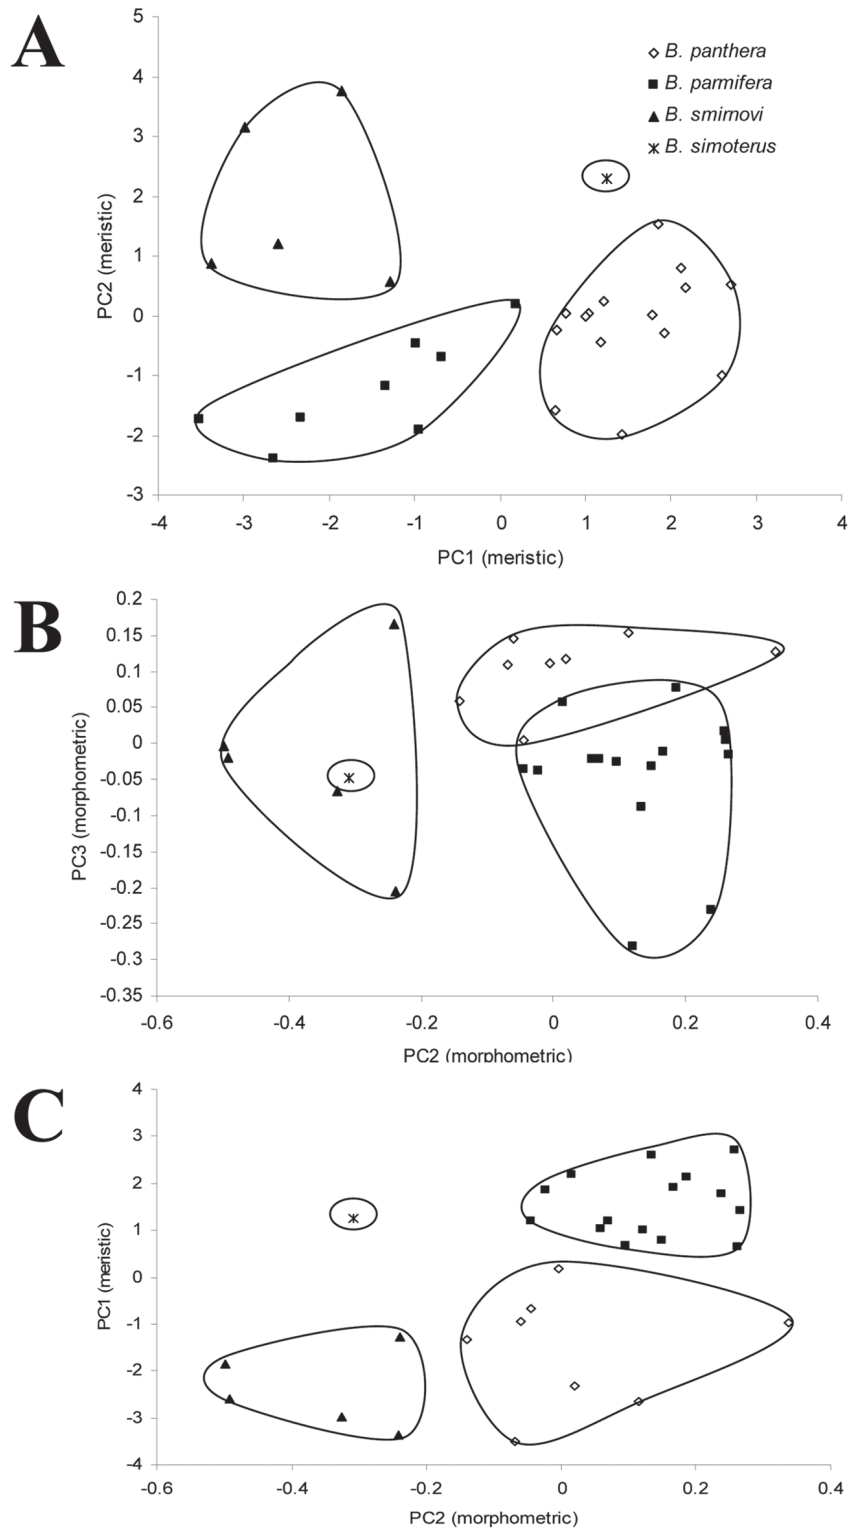 A
5
4
3
2
1
0
-1
-2
-3
-4 -3 -2 -1 0 1 2 3 4
PC2 (meristic)
PC1 (meristic)
B. panthera
B. parmifera
B. smirnovi
B. simoterus
B
0.2
0.15
0.1
0.05
0
-0.05
-0.1
-0.15
-0.2
-0.25
-0.3
-0.35
-0.6 -0.4 -0.2 0 0.2 0.4
PC3 (morphometric)
PC2 (morphometric)
C
4
3
2
1
0
-1
-2
-3
-4
-0.6 -0.4 -0.2 0 0.2 0.4
PC1 (meristic)
PC2 (morphometric)